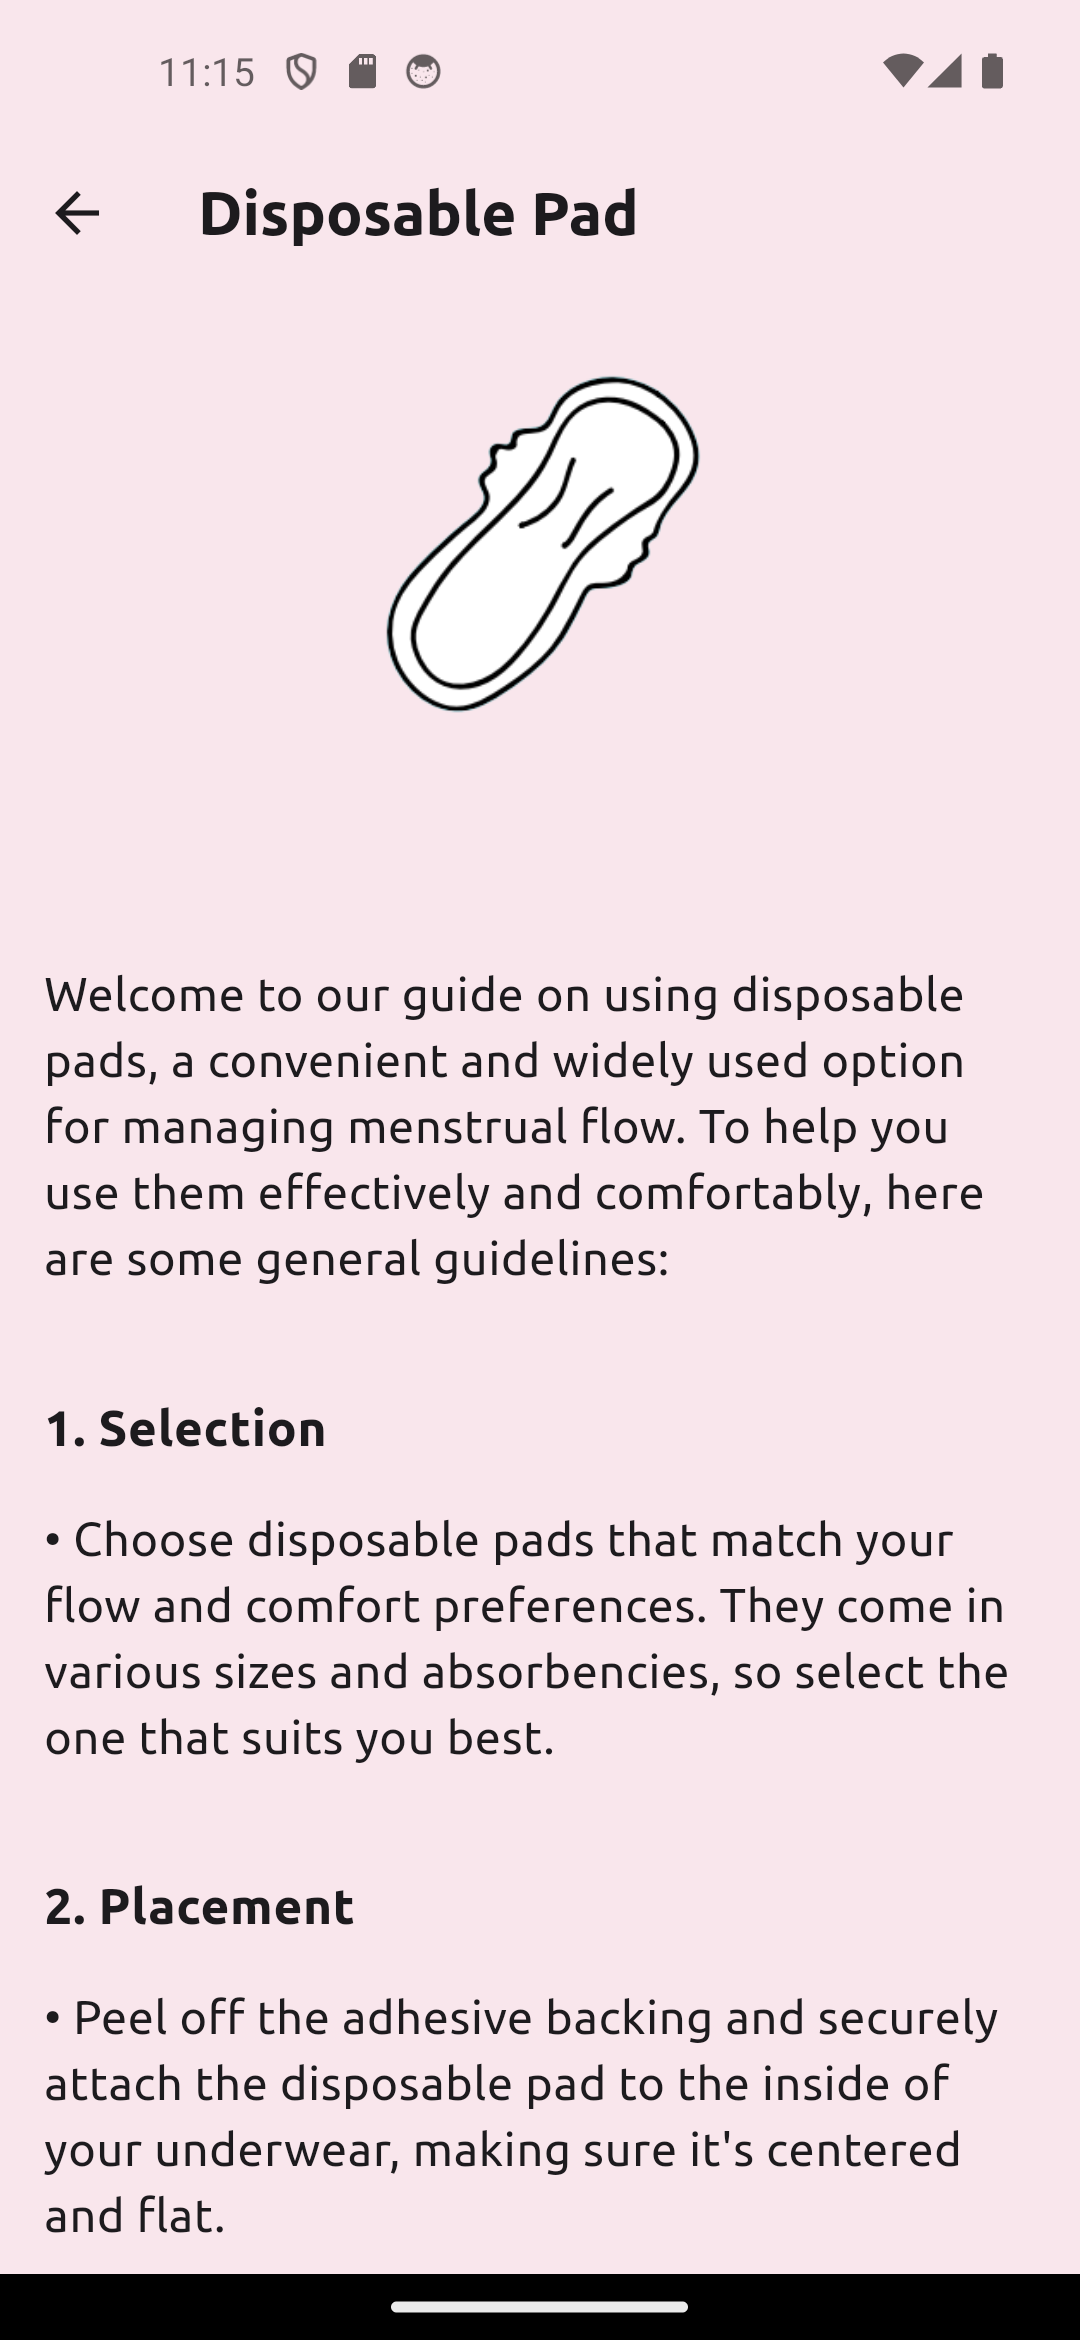 11:15
Disposable Pad
Welcome to our guide on using disposable
pads, a convenient and widely used option
for managing menstrual flow. To help you
use them effectively and comfortably, here
are some general guidelines:
1. Selection
• Choose disposable pads that match your
flow and comfort preferences. They come in
various sizes and absorbencies, so select the
one that suits you best.
2. Placement
• Peel off the adhesive backing and securely
attach the disposable pad to the inside of
your underwear, making sure it's centered
and flat.